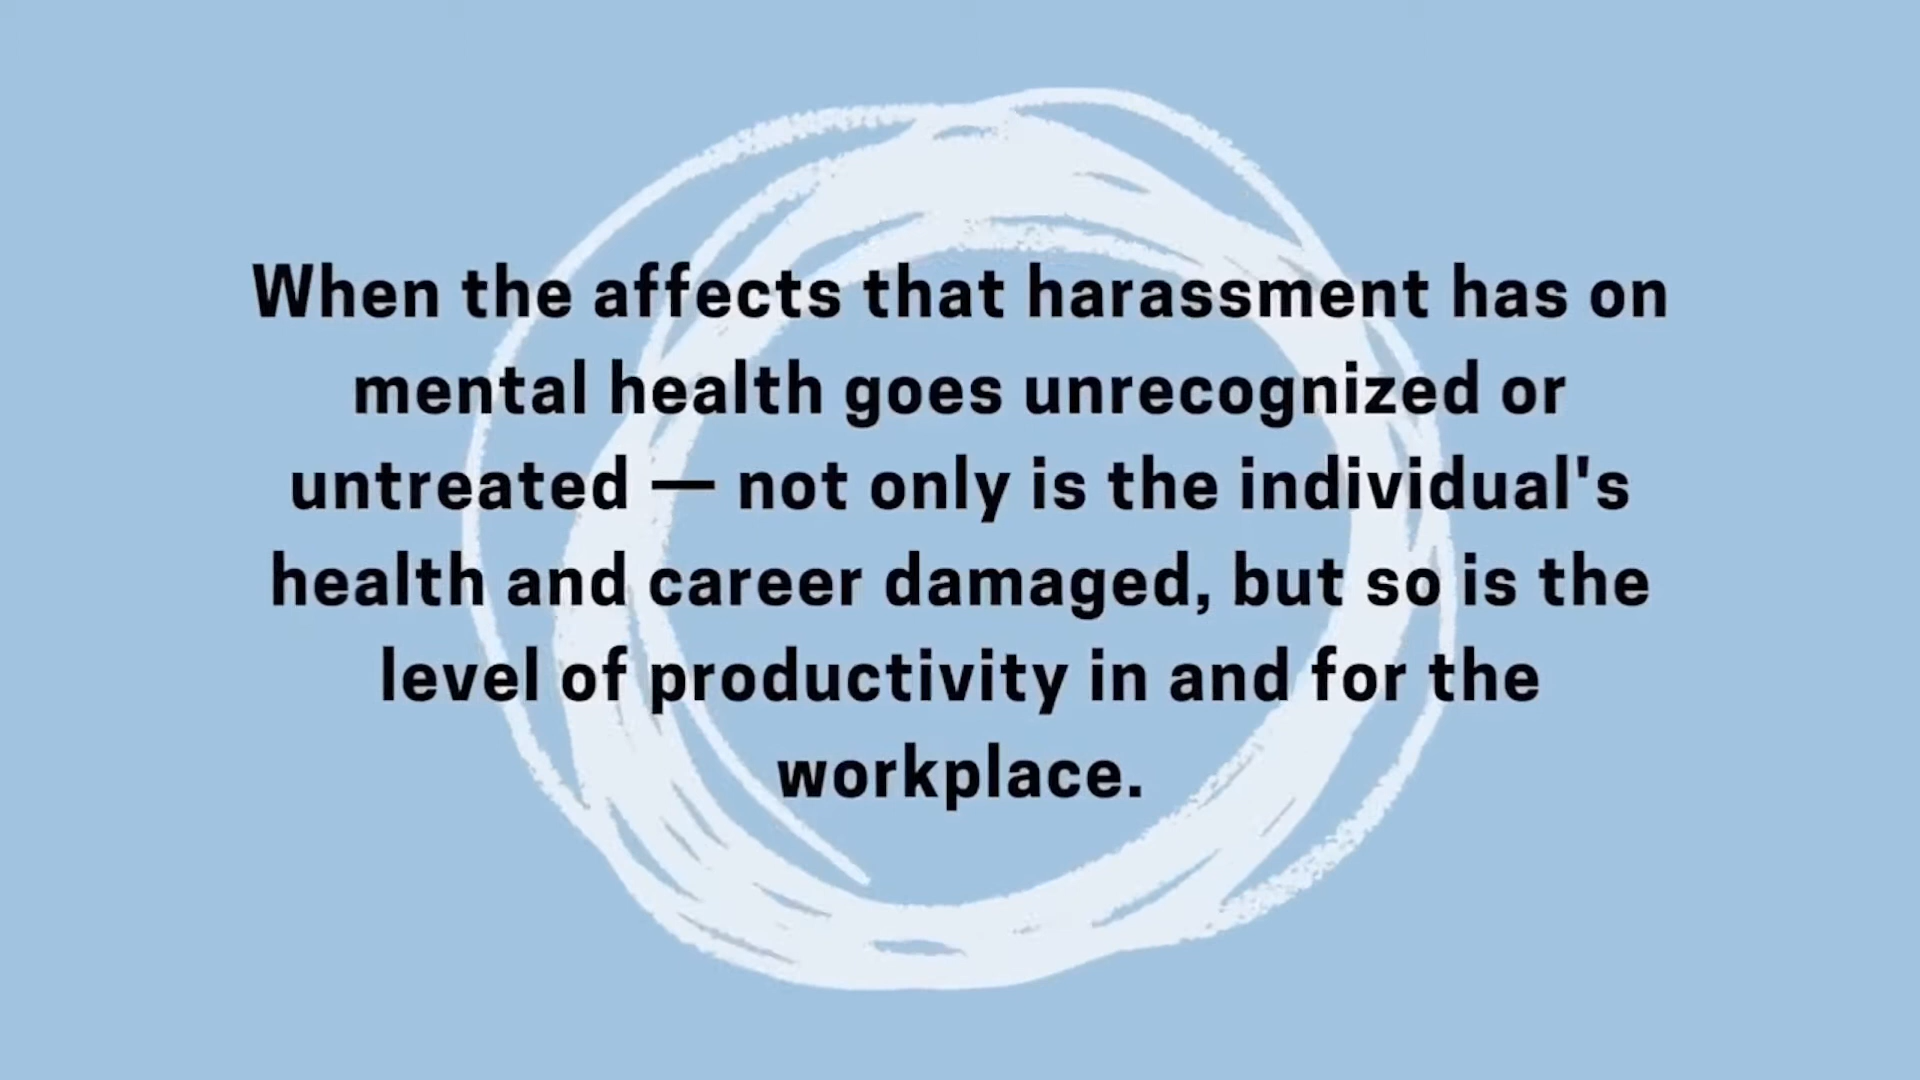 When the affects that harassment has on
mental health goes unrecognized or
untreated — not only is the individual's
health and career damaged, but so is the
level of productivity in and for the
workplace.